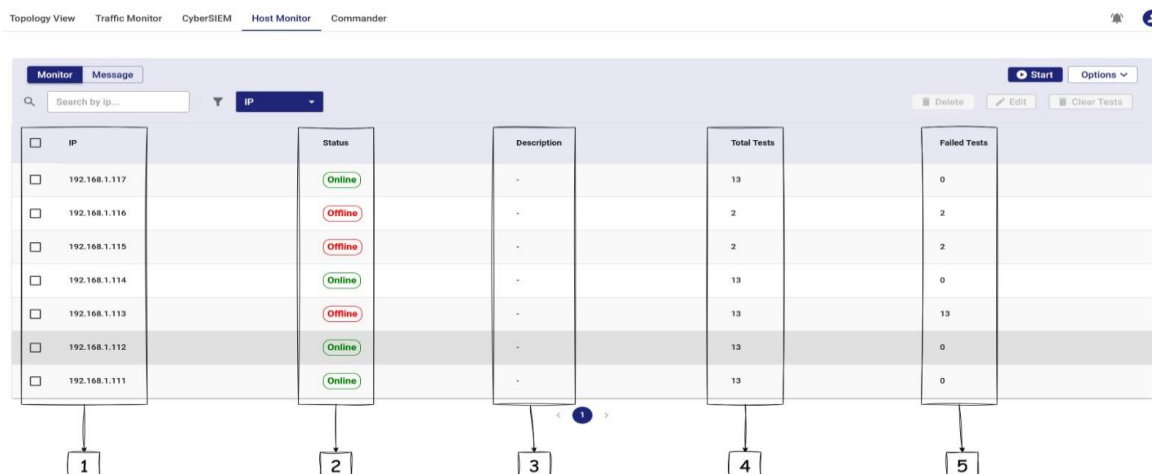 Topology View Traffic Monitor CyberSIEM Host Monitor Commander
Monitor Message Start Options
Search by ip... IP Delete Edit Clear Tests
IP Status Description Total Tests Failed Tests
192.168.1.117 Online - 13 0
192.168.1.116 Offline - 2 2
192.168.1.115 Offline - 2 2
192.168.1.114 Online - 13 0
192.168.1.113 Offline - 13 13
192.168.1.112 Online - 13 0
192.168.1.111 Online - 13 0
< 1 >
1 2 3 4 5